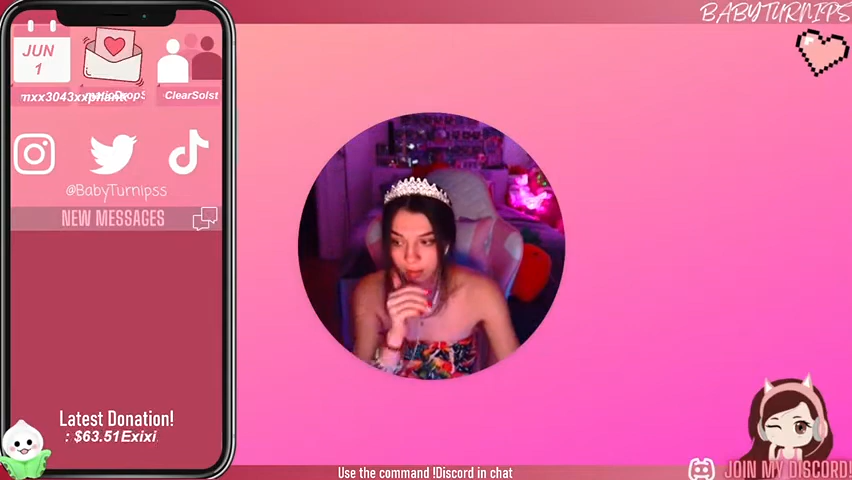 BABYTURNIPS
JUN
1
ClearSoist
@BabyTurnipss
NEW MESSAGES
Latest Donation!
: $63.51Exixi
Use the command !Discord in chat
JOIN MY DISCORD!